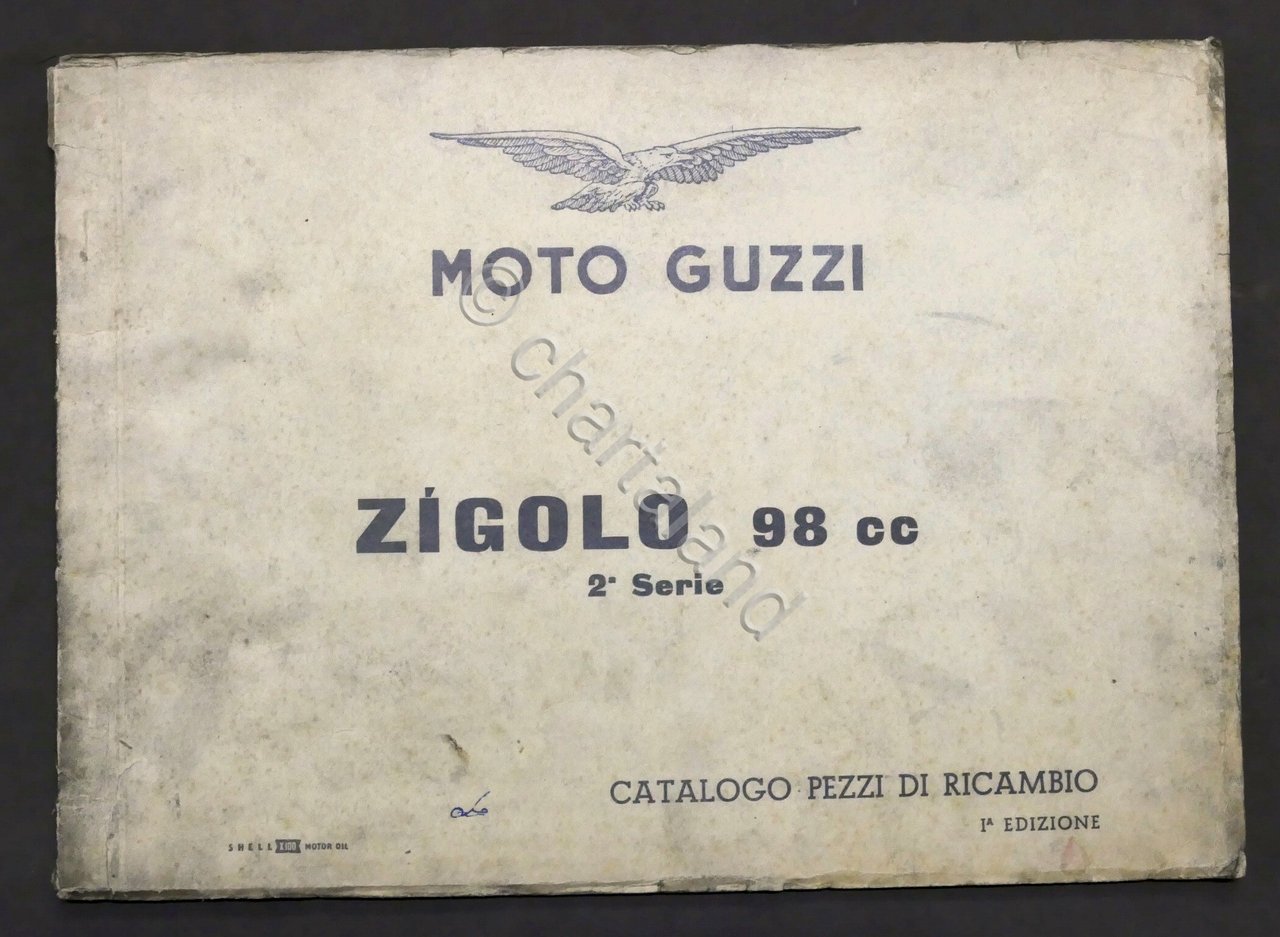 MOTO GUZZI
© chartaland
ZÍGOLO 98 cc
2ª Serie
CATALOGO PEZZI DI RICAMBIO
Iᴬ EDIZIONE
SHELL X100 MOTOR OIL